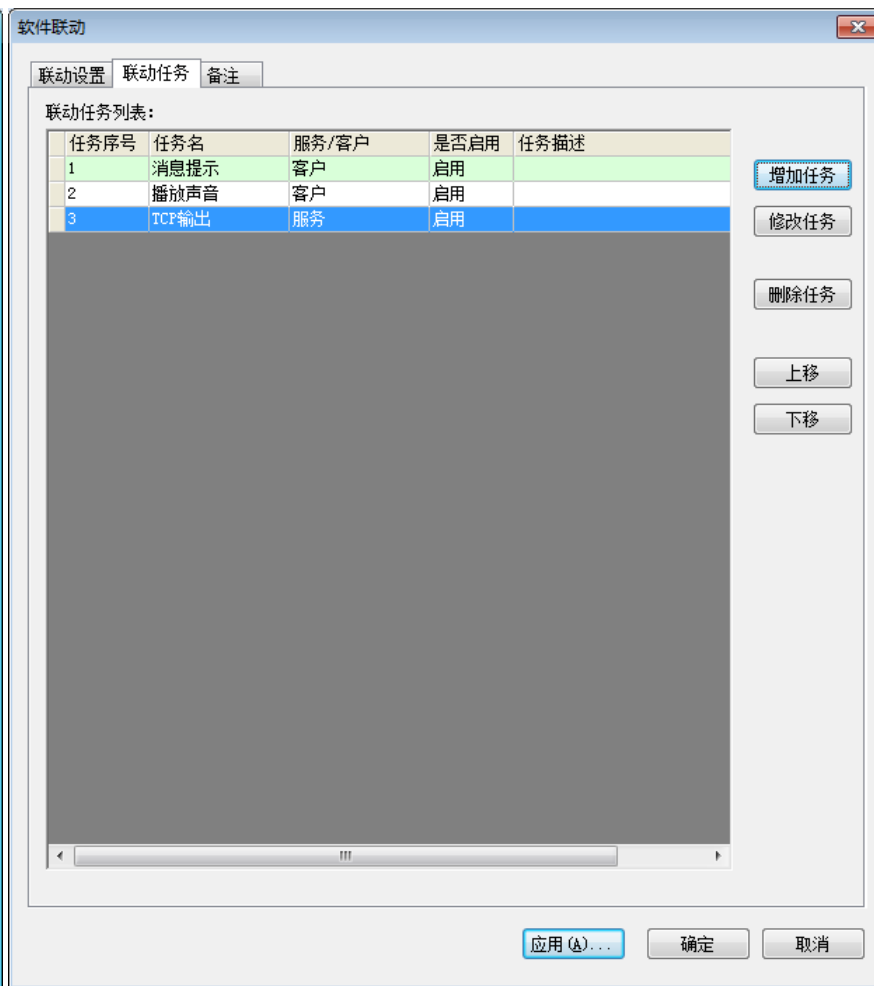 软件联动
联动设置 联动任务 备注
联动任务列表：
任务序号 任务名 服务/客户 是否启用 任务描述
1 消息提示 客户 启用
2 播放声音 客户 启用
3 TCP输出 服务 启用
增加任务
修改任务
删除任务
上移
下移
应用(A)... 确定 取消